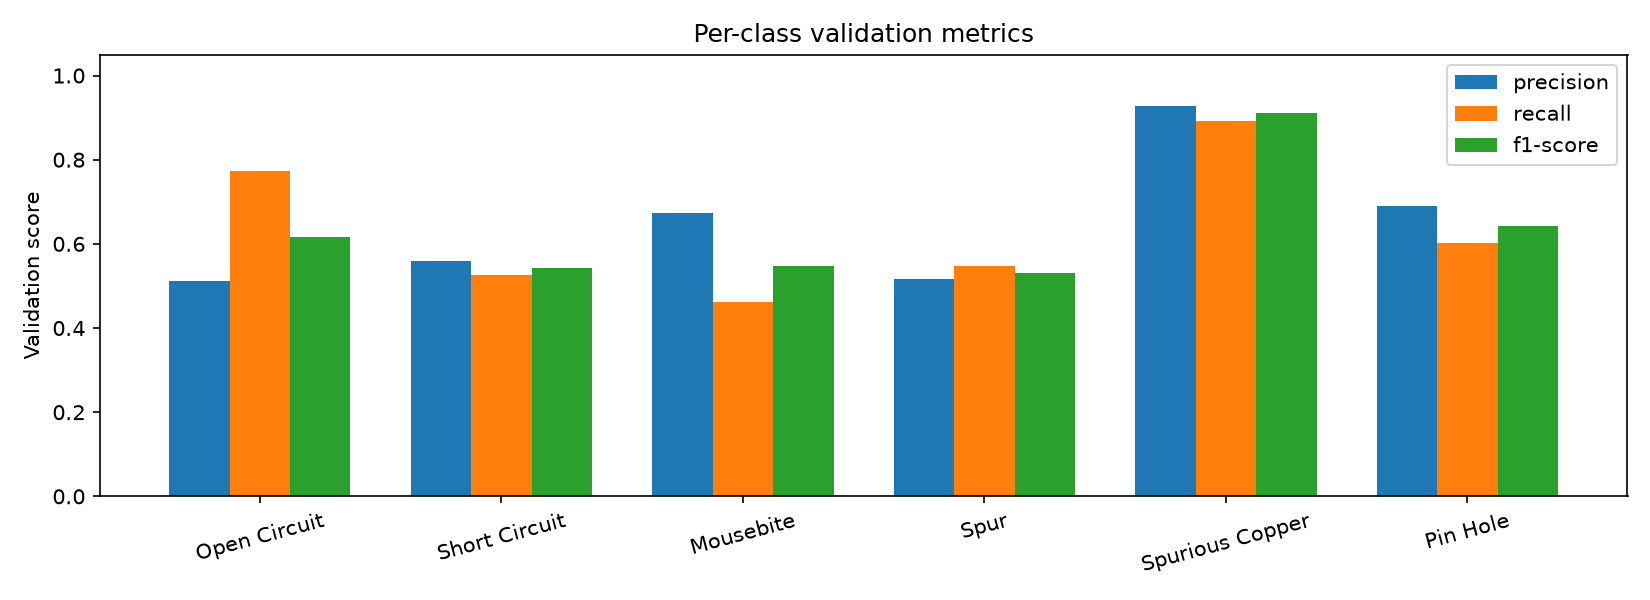 Per-class validation metrics
1.0
0.8
0.6
0.4
0.2
0.0
Validation score
precision
recall
f1-score
Open Circuit
Short Circuit
Mousebite
Spur
Spurious Copper
Pin Hole